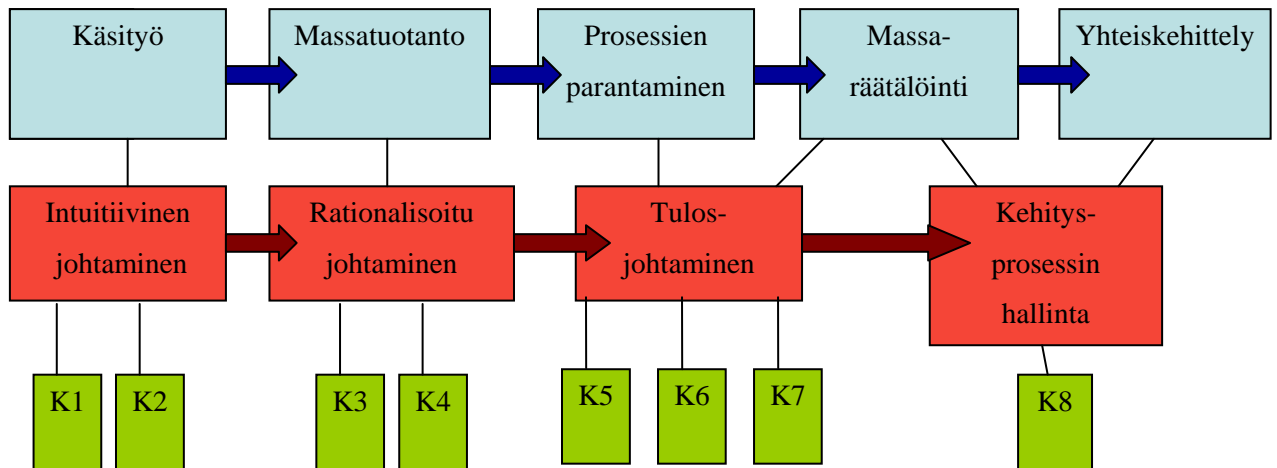 Käsityö
Massatuotanto
Prosessien
parantaminen
Massa-
räätälöinti
Yhteiskehittely
Intuitiivinen
johtaminen
Rationalisoitu
johtaminen
Tulos-
johtaminen
Kehitys-
prosessin
hallinta
K1
K2
K3
K4
K5
K6
K7
K8